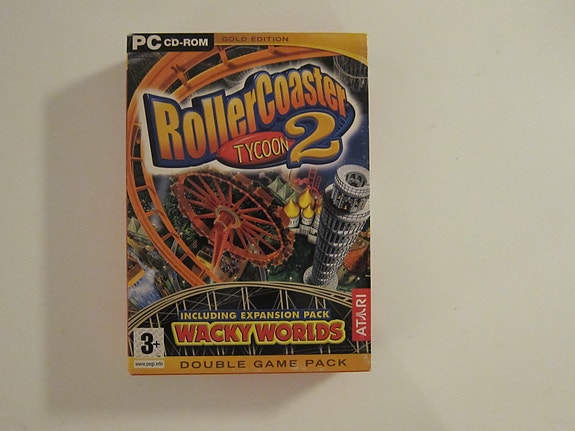 PC CD-ROM GOLD EDITION
RollerCoaster
TYCOON 2
INCLUDING EXPANSION PACK
WACKY WORLDS
ATARI
3+
www.pegi.info
DOUBLE GAME PACK